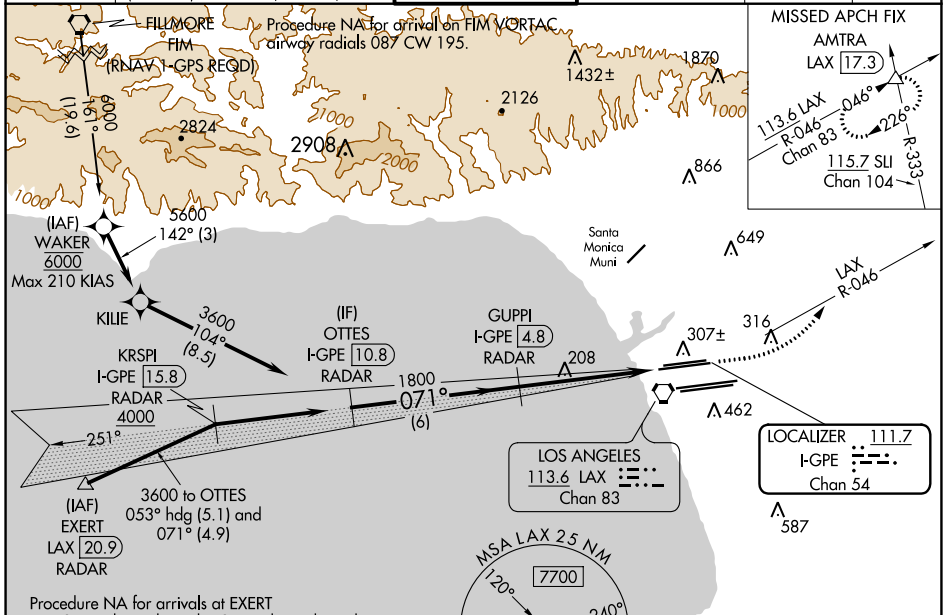 FILLMORE
FIM
(RNAV 1-GPS REQD)
Procedure NA for arrival on FIM VORTAC
airway radials 087 CW 195.
MISSED APCH FIX
AMTRA
LAX 17.3
113.6 LAX
R-046
Chan 83
046°
226°
R-333
115.7 SLI
Chan 104
6000
161°
(19.6)
1432±
1870
1000
2126
1000
2824
2908
2000
866
1000
(IAF)
WAKER
6000
Max 210 KIAS
5600
142° (3)
Santa
Monica
Muni
649
LAX
R-046
KILIE
3600
104°
(8.5)
(IF)
OTTES
I-GPE 10.8
RADAR
GUPPI
I-GPE 4.8
RADAR
307±
316
208
KRSPI
I-GPE 15.8
RADAR
4000
1800
071°
(6)
251°
462
LOS ANGELES
113.6 LAX
Chan 83
LOCALIZER 111.7
I-GPE
Chan 54
587
(IAF)
EXERT
LAX 20.9
RADAR
3600 to OTTES
053° hdg (5.1) and
071° (4.9)
MSA LAX 25 NM
120°
7700
240°
Procedure NA for arrivals at EXERT